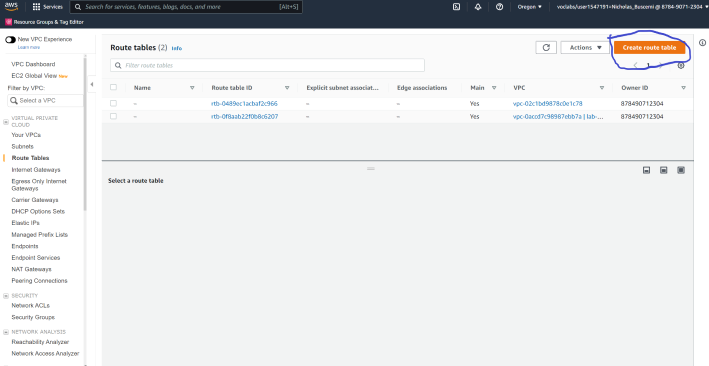 aws
Services
Search for services, features, blogs, docs, and more
[Alt+S]
Oregon
voclabs/user1547191=Nicholas_Buscemi @ 8784-9071-2304
Resource Groups & Tag Editor
New VPC Experience
Learn more
VPC Dashboard
EC2 Global View New
Filter by VPC:
Select a VPC
VIRTUAL PRIVATE
CLOUD
Your VPCs
Subnets
Route Tables
Internet Gateways
Egress Only Internet
Gateways
Carrier Gateways
DHCP Options Sets
Elastic IPs
Managed Prefix Lists
Endpoints
Endpoint Services
NAT Gateways
Peering Connections
SECURITY
Network ACLs
Security Groups
NETWORK ANALYSIS
Reachability Analyzer
Network Access Analyzer
Route tables (2) Info
Actions
Create route table
Filter route tables
1
Name Route table ID Explicit subnet associat... Edge associations Main VPC Owner ID
– rtb-0489ec1acbaf2c966 – – Yes vpc-02c1bd9878c0e1c78 878490712304
– rtb-0f8aab22f0b8c6207 – – Yes vpc-0accd7c98987ebb7a | lab-... 878490712304
Select a route table